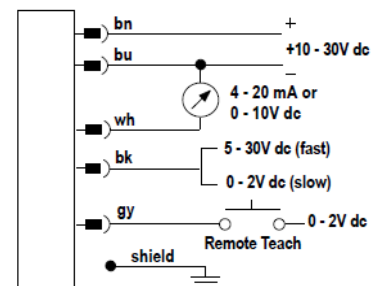 bn
+
+10 - 30V dc
bu
–
4 - 20 mA or
0 - 10V dc
wh
bk
5 - 30V dc (fast)
0 - 2V dc (slow)
gy
0 - 2V dc
Remote Teach
shield